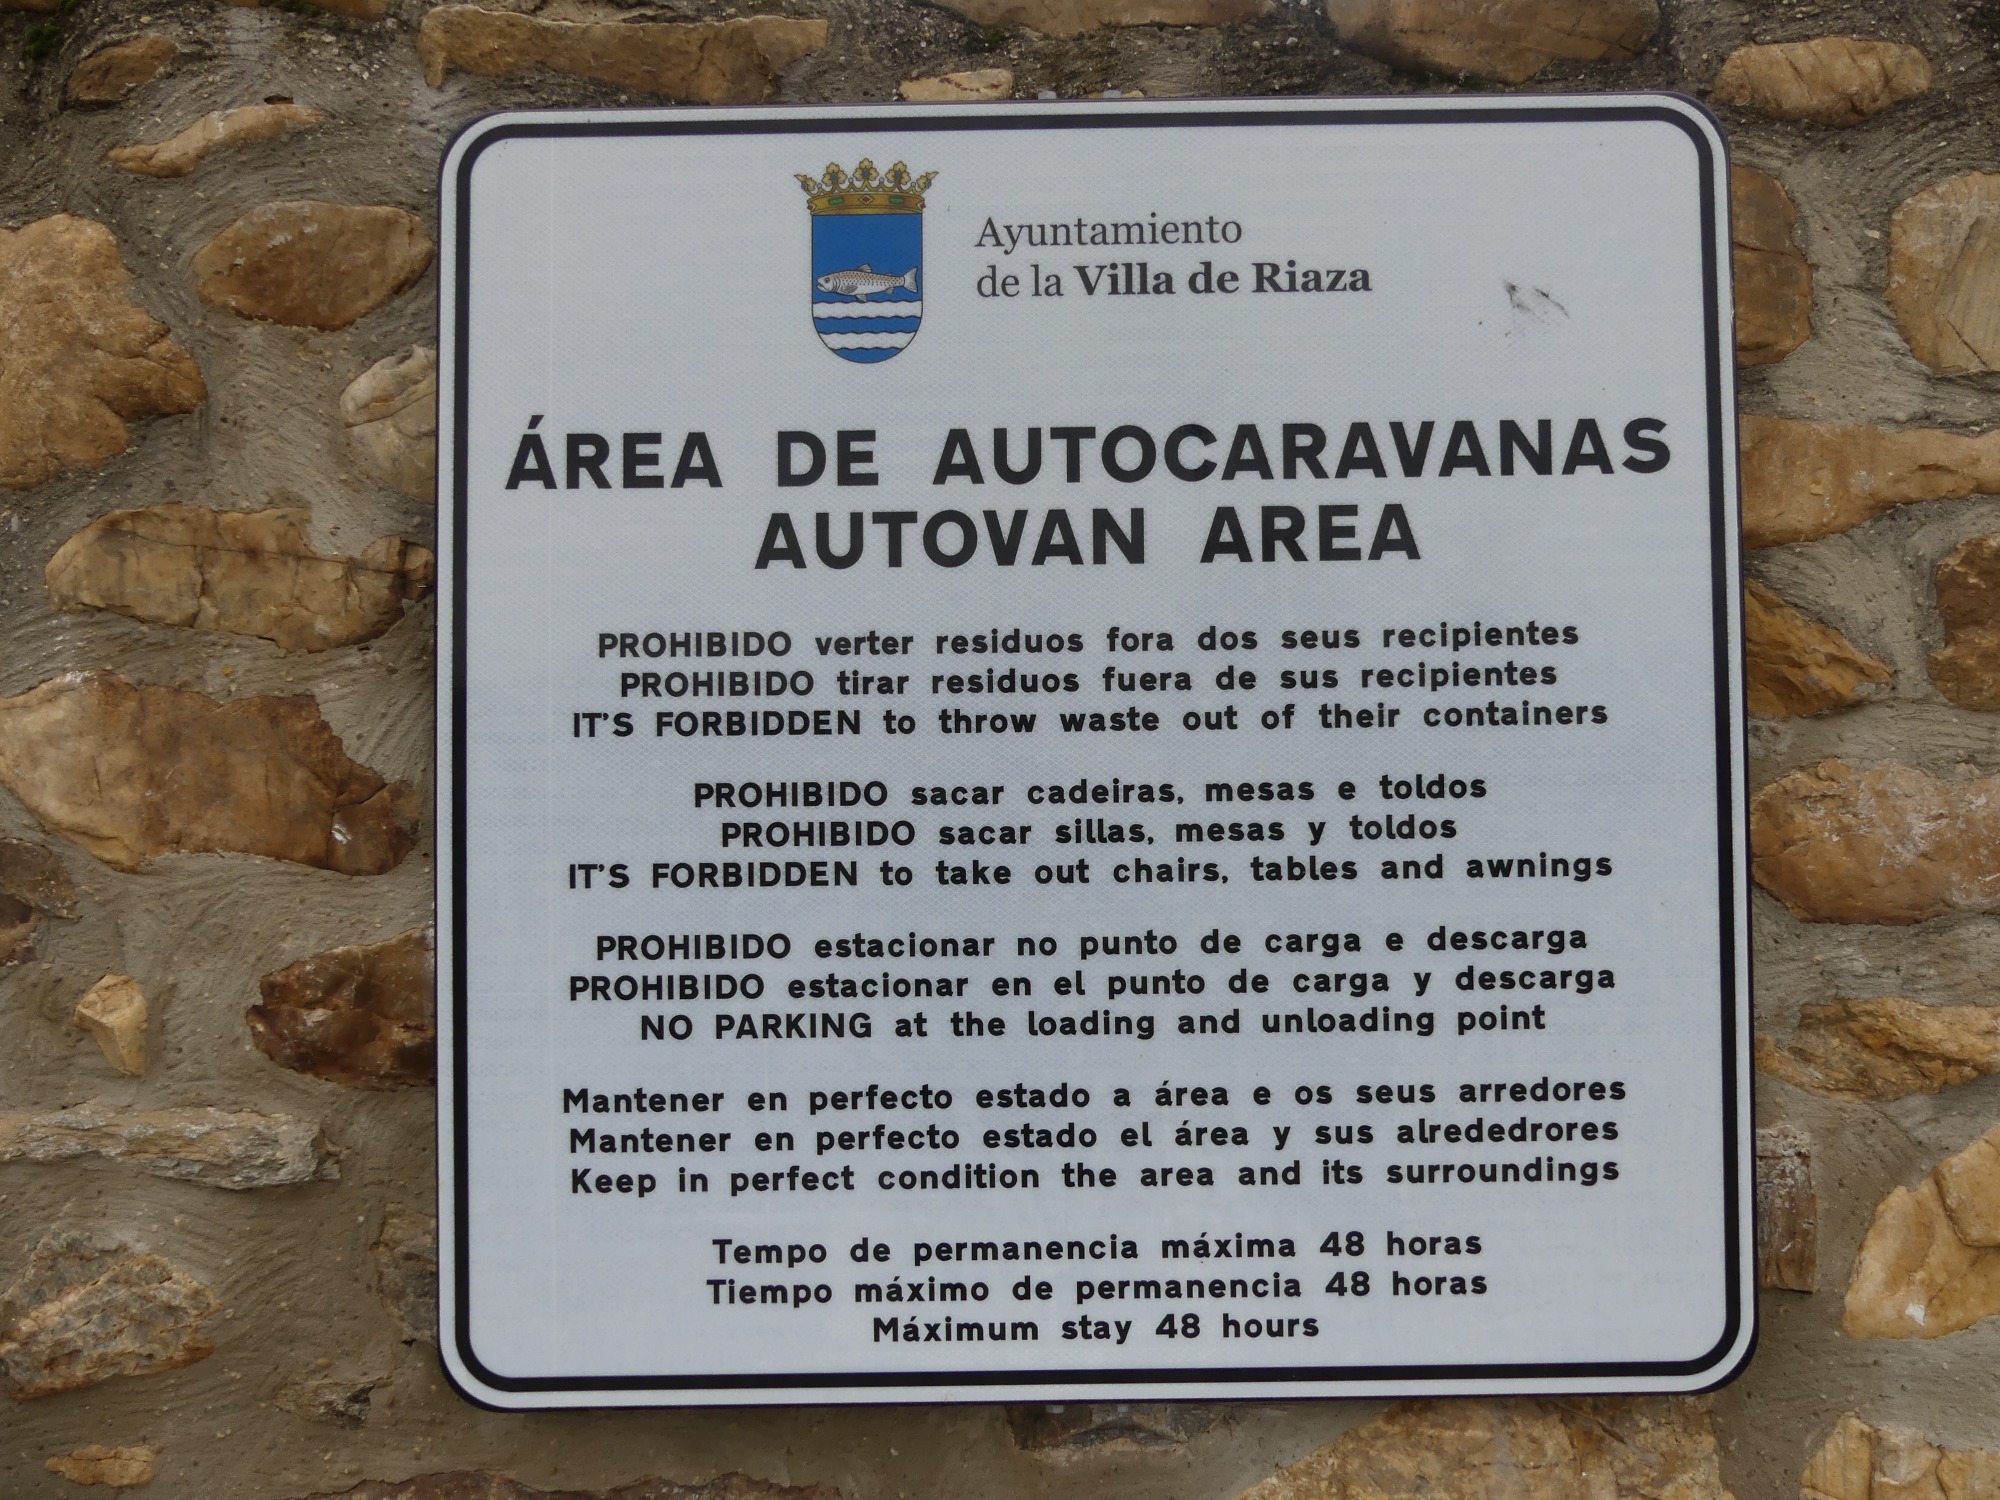 Ayuntamiento
de la Villa de Riaza
ÁREA DE AUTOCARAVANAS
AUTOVAN AREA
PROHIBIDO verter residuos fora dos seus recipientes
PROHIBIDO tirar residuos fuera de sus recipientes
IT'S FORBIDDEN to throw waste out of their containers
PROHIBIDO sacar cadeiras, mesas e toldos
PROHIBIDO sacar sillas, mesas y toldos
IT'S FORBIDDEN to take out chairs, tables and awnings
PROHIBIDO estacionar no punto de carga e descarga
PROHIBIDO estacionar en el punto de carga y descarga
NO PARKING at the loading and unloading point
Mantener en perfecto estado a área e os seus arredores
Mantener en perfecto estado el área y sus alrededrores
Keep in perfect condition the area and its surroundings
Tempo de permanencia máxima 48 horas
Tiempo máximo de permanencia 48 horas
Máximum stay 48 hours